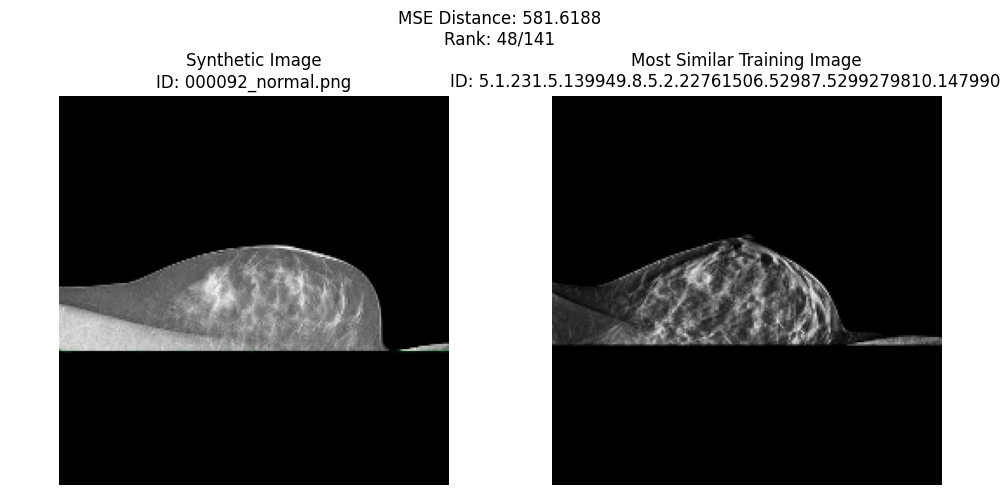 MSE Distance: 581.6188
Rank: 48/141
Synthetic Image
ID: 000092_normal.png
Most Similar Training Image
ID: 5.1.231.5.139949.8.5.2.22761506.52987.5299279810.147990